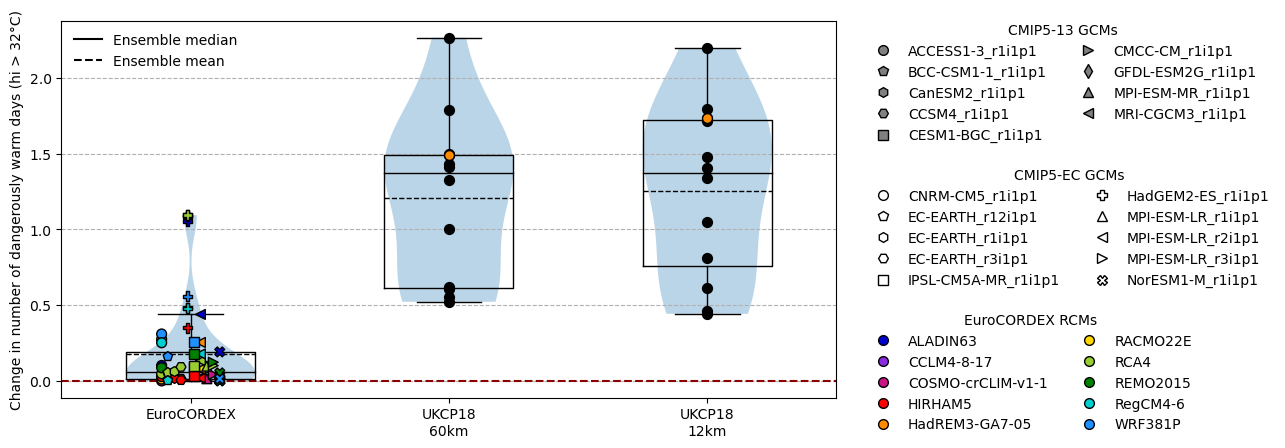 Change in number of dangerously warm days (hi > 32°C)
Ensemble median
Ensemble mean
2.0
1.5
1.0
0.5
0.0
EuroCORDEX
UKCP18
60km
UKCP18
12km
CMIP5-13 GCMs
ACCESS1-3_r1i1p1
BCC-CSM1-1_r1i1p1
CanESM2_r1i1p1
CCSM4_r1i1p1
CESM1-BGC_r1i1p1
CMCC-CM_r1i1p1
GFDL-ESM2G_r1i1p1
MPI-ESM-MR_r1i1p1
MRI-CGCM3_r1i1p1
CMIP5-EC GCMs
CNRM-CM5_r1i1p1
EC-EARTH_r12i1p1
EC-EARTH_r1i1p1
EC-EARTH_r3i1p1
IPSL-CM5A-MR_r1i1p1
HadGEM2-ES_r1i1p1
MPI-ESM-LR_r1i1p1
MPI-ESM-LR_r2i1p1
MPI-ESM-LR_r3i1p1
NorESM1-M_r1i1p1
EuroCORDEX RCMs
ALADIN63
CCLM4-8-17
COSMO-crCLIM-v1-1
HIRHAM5
HadREM3-GA7-05
RACMO22E
RCA4
REMO2015
RegCM4-6
WRF381P